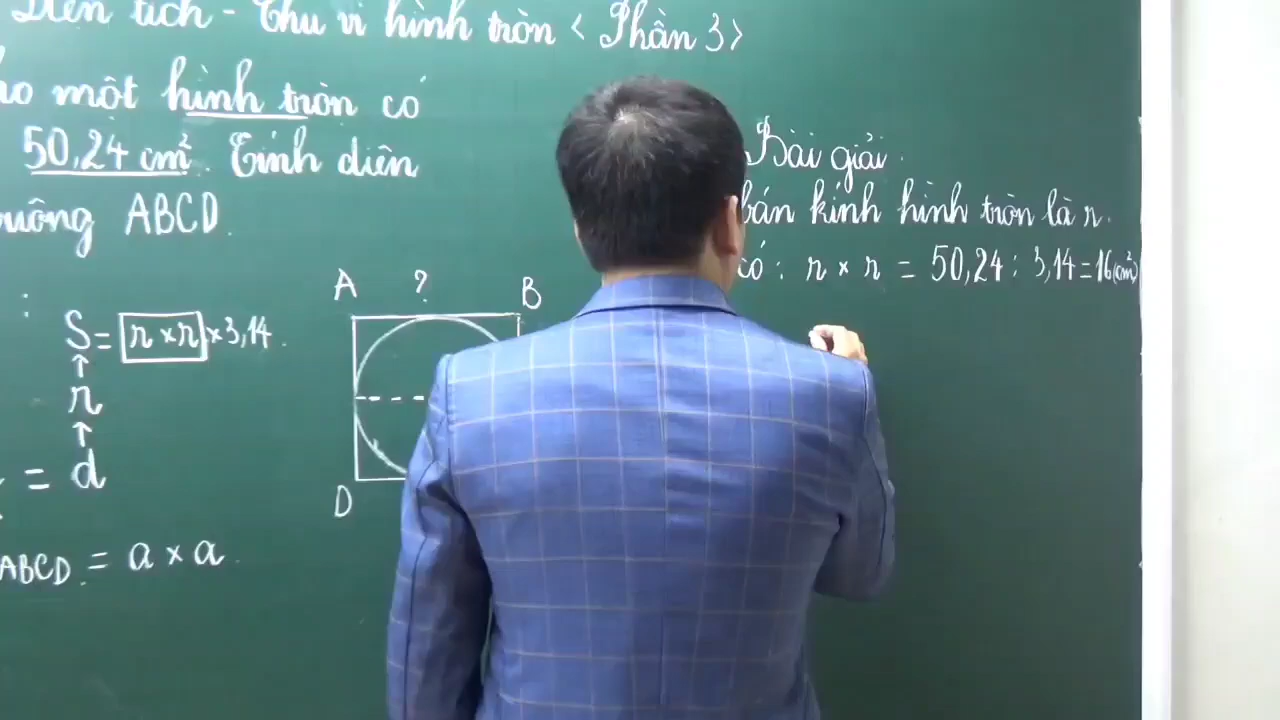 Diện tích - Chu vi hình tròn < Phần 3 >
một hình tròn có
50,24 cm² Tính diện
ABCD.
:
S = r × r × 3,14
r
= d
ABCD = a × a
A ? B
D
Bài giải
bán kính hình tròn là r.
có : r × r = 50,24 : 3,14 = 16 (cm²)